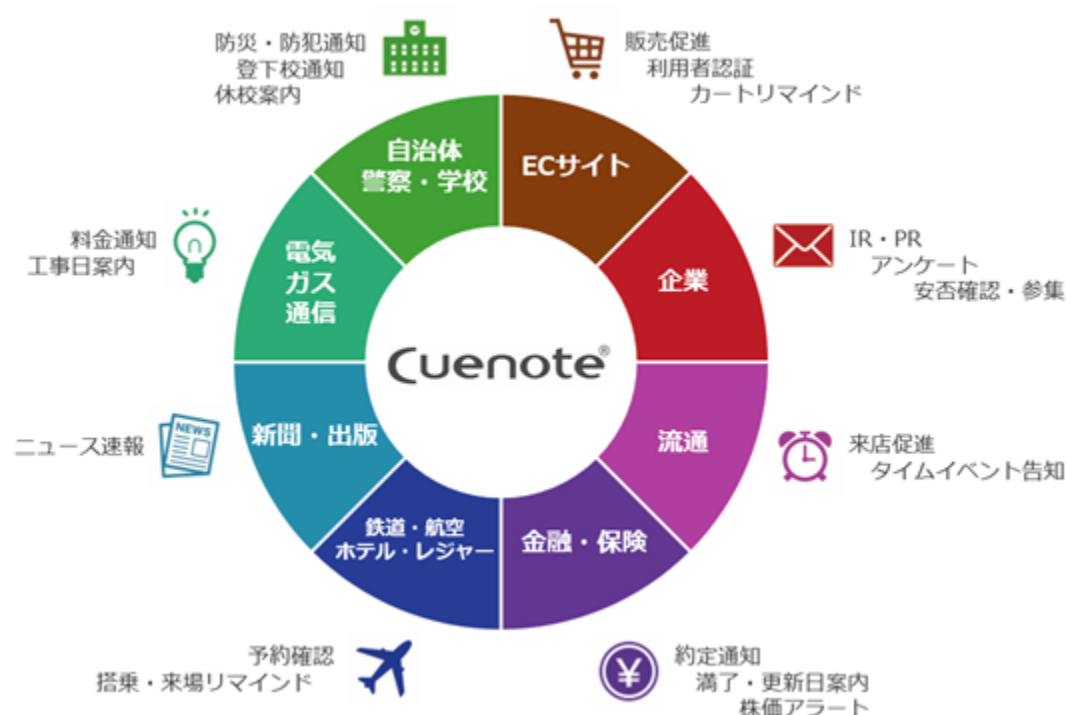 防災・防犯通知
登下校通知
休校案内
販売促進
利用者認証
カートリマインド
自治体
警察・学校
ECサイト
料金通知
工事日案内
電気
ガス
通信
企業
IR・PR
アンケート
安否確認・参集
Cuenote®
ニュース速報
NEWS
新聞・出版
流通
来店促進
タイムイベント告知
鉄道・航空
ホテル・レジャー
金融・保険
予約確認
搭乗・来場リマインド
¥
約定通知
満了・更新日案内
株価アラート